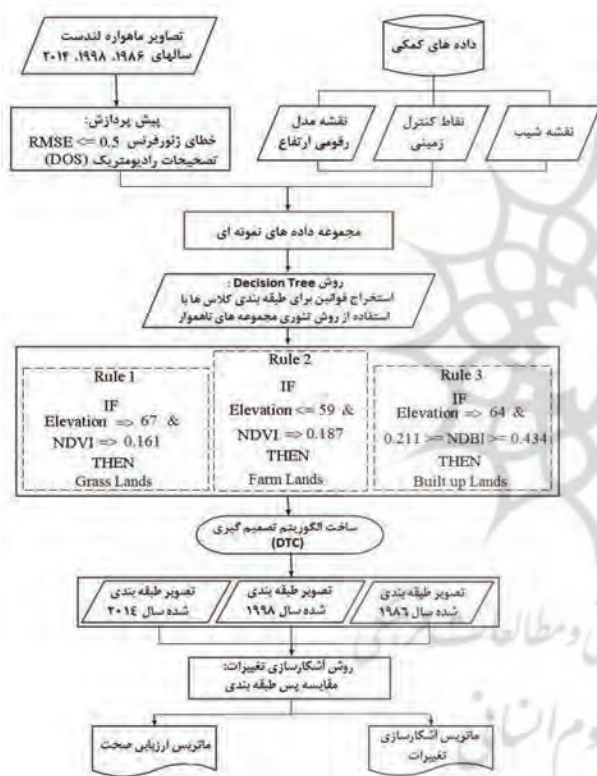 تصاویر ماهواره لندست
سالهای ۱۹۸۶، ۱۹۹۸، ۲۰۱۴
داده های کمکی
پیش پردازش:
خطای ژئورفرنس RMSE <= 0.5
تصحیحات رادیومتریک (DOS)
نقشه مدل
رقومی ارتفاع
نقاط کنترل
زمینی
نقشه شیب
مجموعه داده های نمونه ای
روش Decision Tree :
استخراج قوانین برای طبقه بندی کلاس ها با
استفاده از روش تئوری مجموعه های ناهموار
Rule 1
IF
Elevation => 67 &
NDVI => 0.161
THEN
Grass Lands
Rule 2
IF
Elevation <= 59 &
NDVI => 0.187
THEN
Farm Lands
Rule 3
IF
Elevation => 64 &
0.211 >= NDBI >= 0.434
THEN
Built up Lands
ساخت الگوریتم تصمیم گیری
(DTC)
تصویر طبقه بندی
شده سال ۲۰۱٤
تصویر طبقه بندی
شده سال ۱۹۹۸
تصویر طبقه بندی
شده سال ۱۹۸٦
روش آشکارسازی تغییرات:
مقایسه پس طبقه بندی
ماتریس ارزیابی صحت
ماتریس آشکارسازی
تغییرات
ومطالعات
وم انسانی